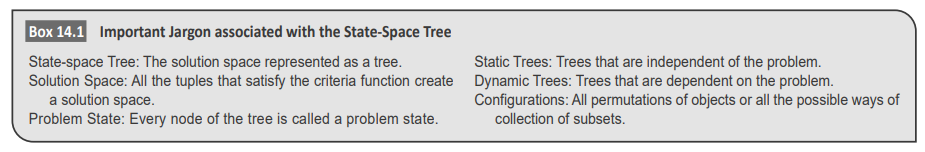 Box 14.1 Important Jargon associated with the State-Space Tree
State-space Tree: The solution space represented as a tree.
Solution Space: All the tuples that satisfy the criteria function create
a solution space.
Problem State: Every node of the tree is called a problem state.
Static Trees: Trees that are independent of the problem.
Dynamic Trees: Trees that are dependent on the problem.
Configurations: All permutations of objects or all the possible ways of
collection of subsets.